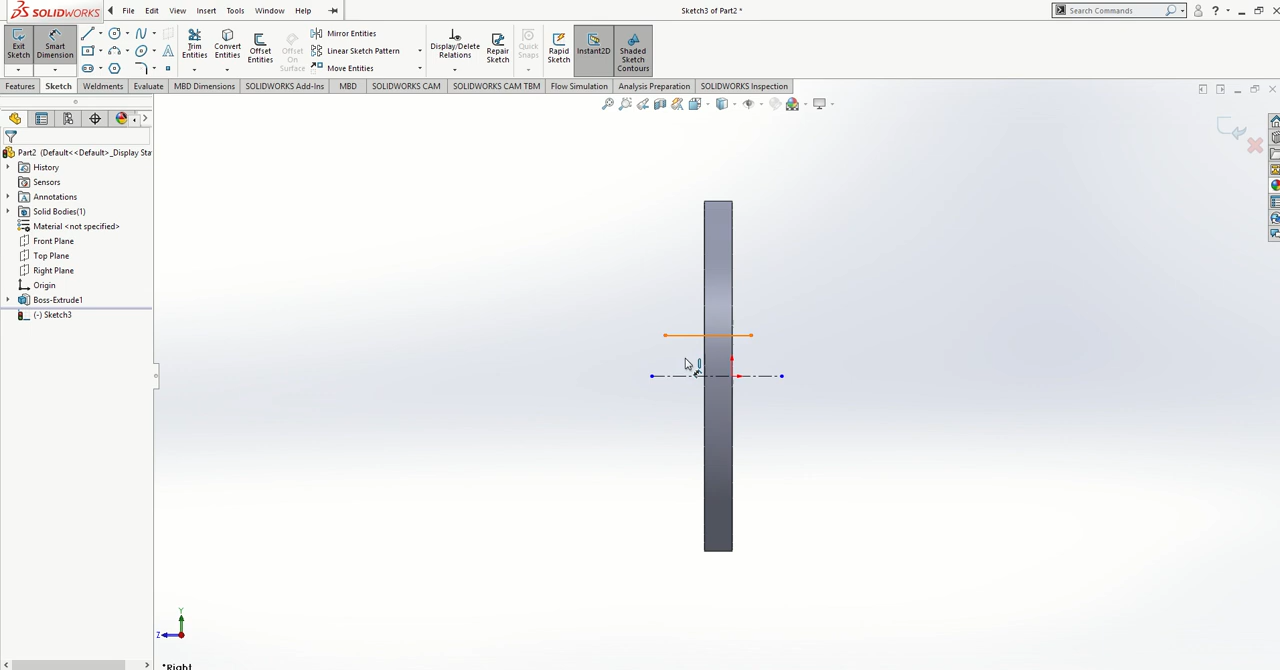 SOLIDWORKS File Edit View Insert Tools Window Help Sketch3 of Part2 * Search Commands ?
Exit Sketch Smart Dimension Trim Entities Convert Entities Offset Entities Offset On Surface Mirror Entities Linear Sketch Pattern Move Entities Display/Delete Relations Repair Sketch Quick Snaps Rapid Sketch Instant2D Shaded Sketch Contours
Features Sketch Weldments Evaluate MBD Dimensions SOLIDWORKS Add-Ins MBD SOLIDWORKS CAM SOLIDWORKS CAM TBM Flow Simulation Analysis Preparation SOLIDWORKS Inspection
Part2 (Default<<Default>_Display Sta
History
Sensors
Annotations
Solid Bodies(1)
Material <not specified>
Front Plane
Top Plane
Right Plane
Origin
Boss-Extrude1
(-) Sketch3
Y
Z
*Right